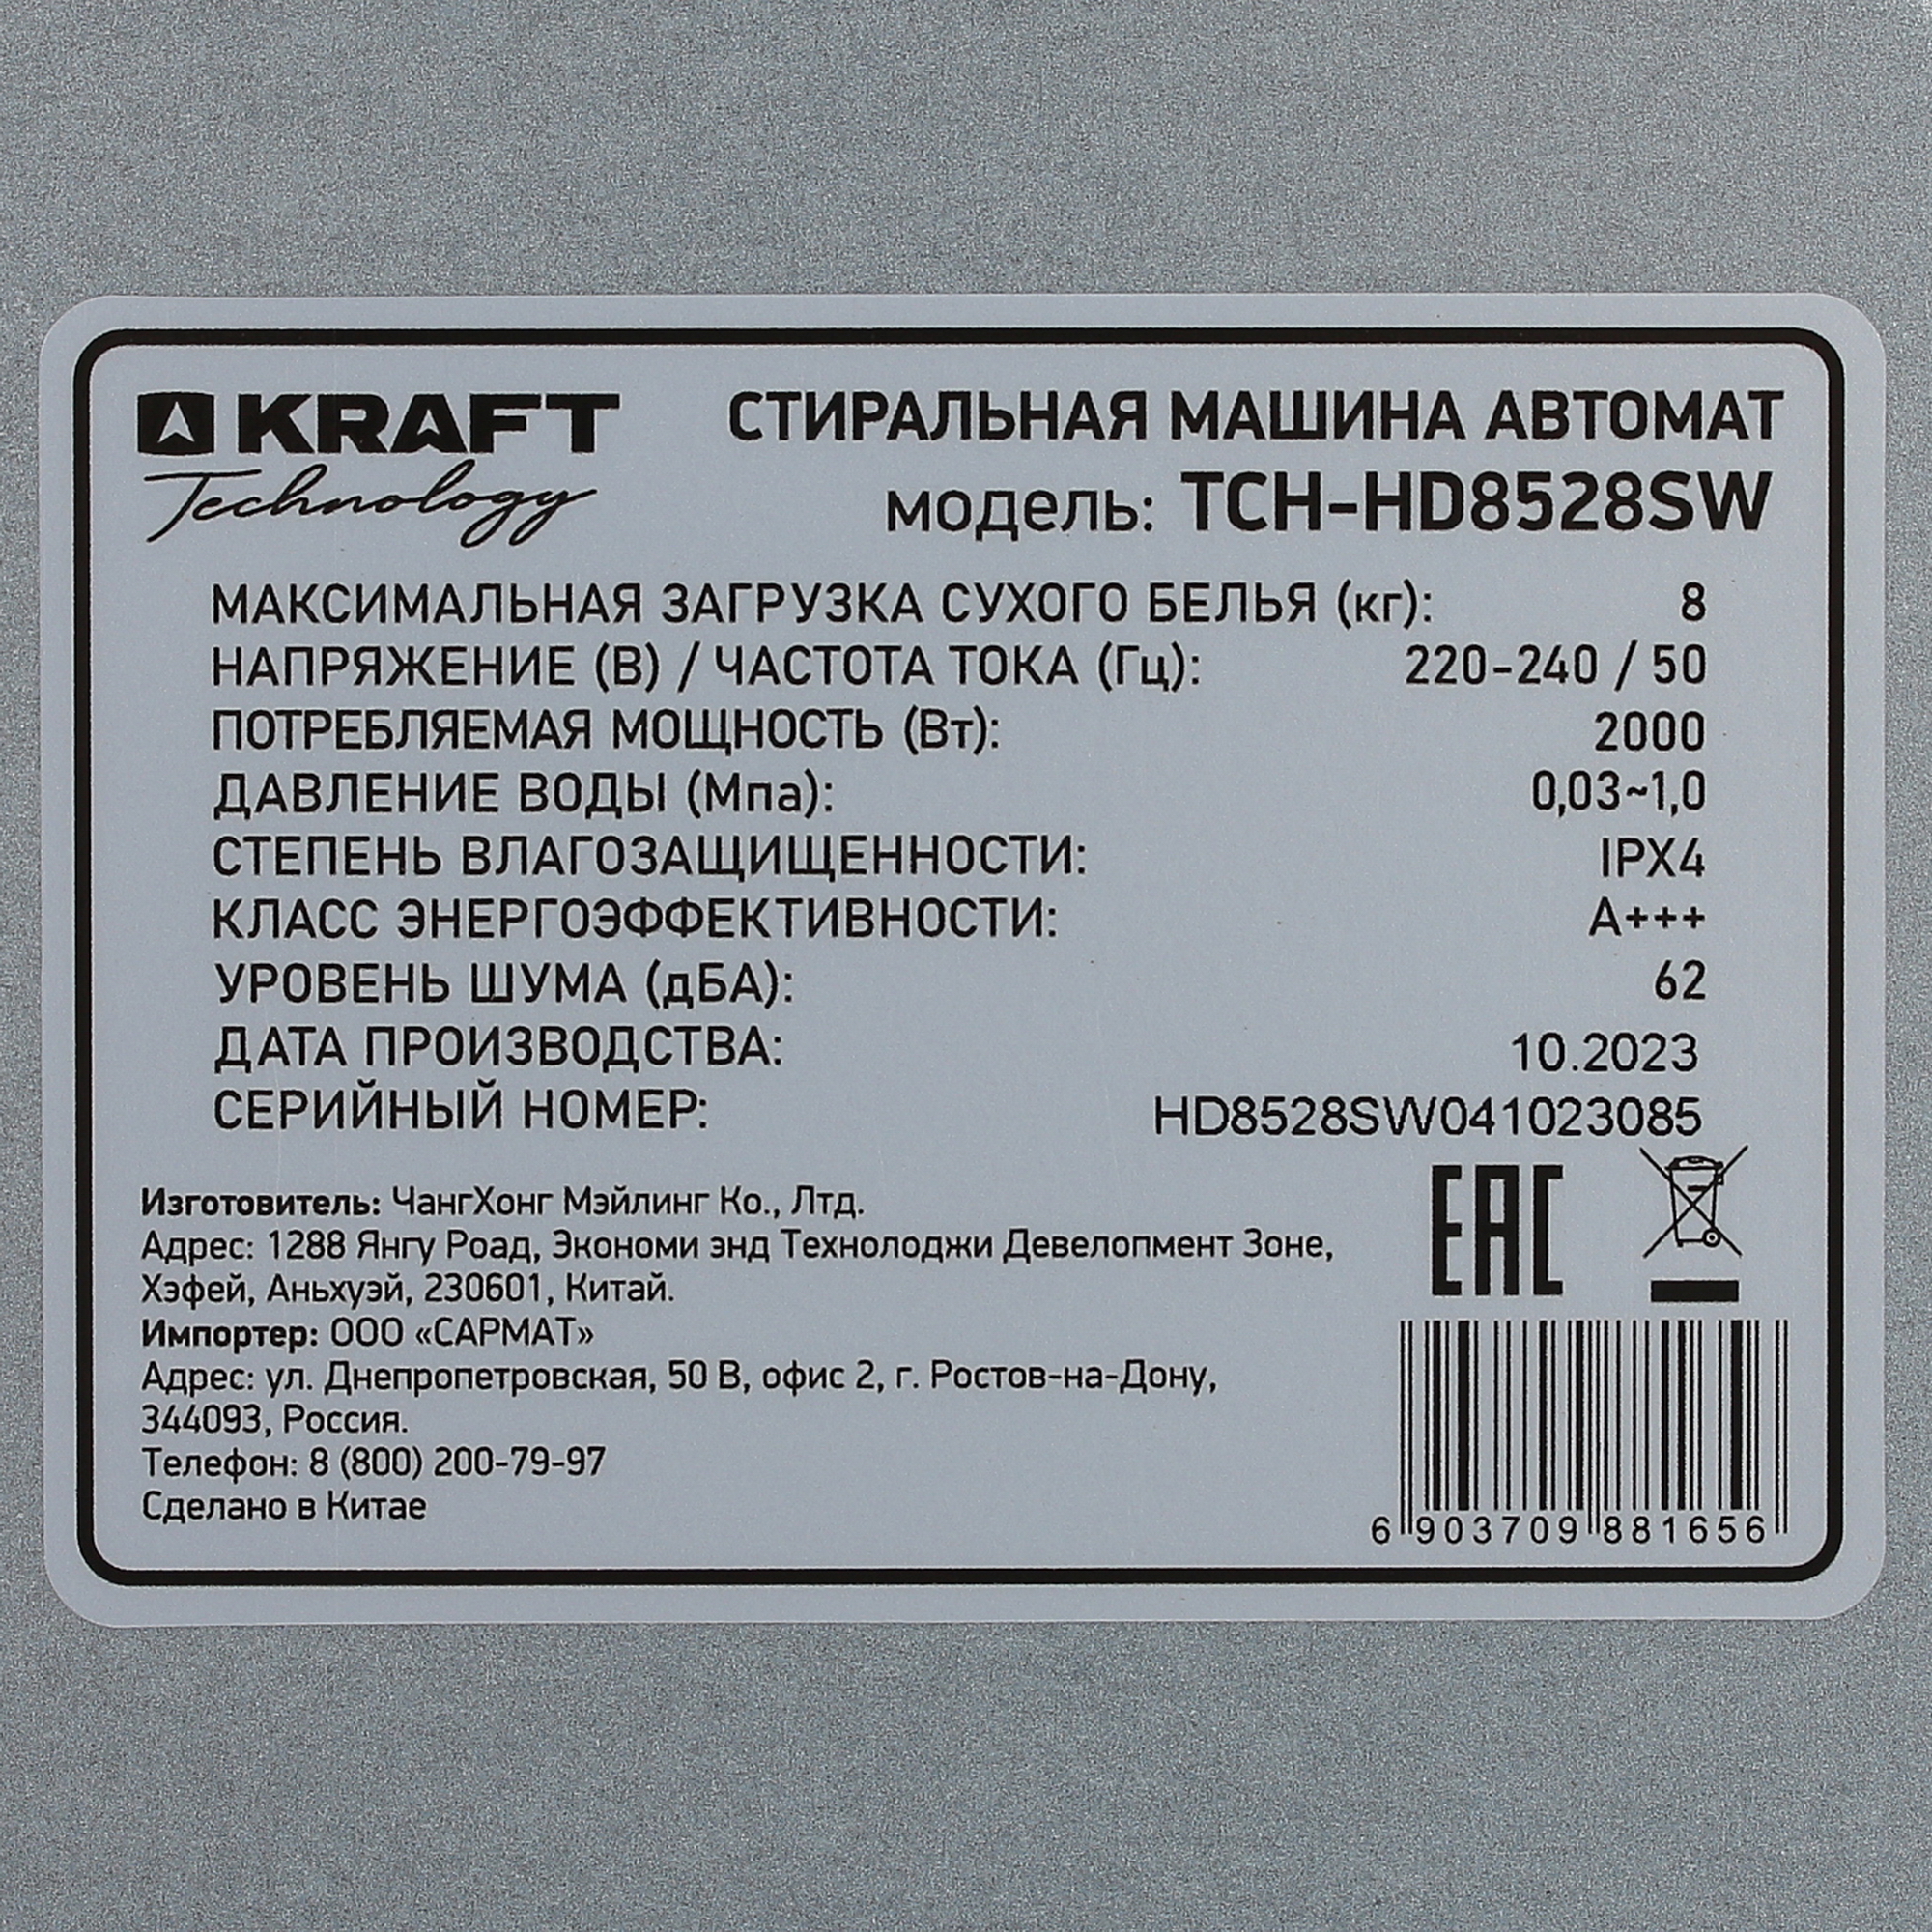 KRAFT
Technology
СТИРАЛЬНАЯ МАШИНА АВТОМАТ
модель: TCH-HD8528SW
МАКСИМАЛЬНАЯ ЗАГРУЗКА СУХОГО БЕЛЬЯ (кг): 8
НАПРЯЖЕНИЕ (В) / ЧАСТОТА ТОКА (Гц): 220-240 / 50
ПОТРЕБЛЯЕМАЯ МОЩНОСТЬ (Вт): 2000
ДАВЛЕНИЕ ВОДЫ (Мпа): 0,03~1,0
СТЕПЕНЬ ВЛАГОЗАЩИЩЕННОСТИ: IPX4
КЛАСС ЭНЕРГОЭФФЕКТИВНОСТИ: A+++
УРОВЕНЬ ШУМА (дБА): 62
ДАТА ПРОИЗВОДСТВА: 10.2023
СЕРИЙНЫЙ НОМЕР: HD8528SW041023085
Изготовитель: ЧангХонг Мэйлинг Ко., Лтд.
Адрес: 1288 Янгу Роад, Экономи энд Технолоджи Девелопмент Зоне,
Хэфей, Аньхуэй, 230601, Китай.
Импортер: ООО «САРМАТ»
Адрес: ул. Днепропетровская, 50 В, офис 2, г. Ростов-на-Дону,
344093, Россия.
Телефон: 8 (800) 200-79-97
Сделано в Китае
EAC
6 903709 881656